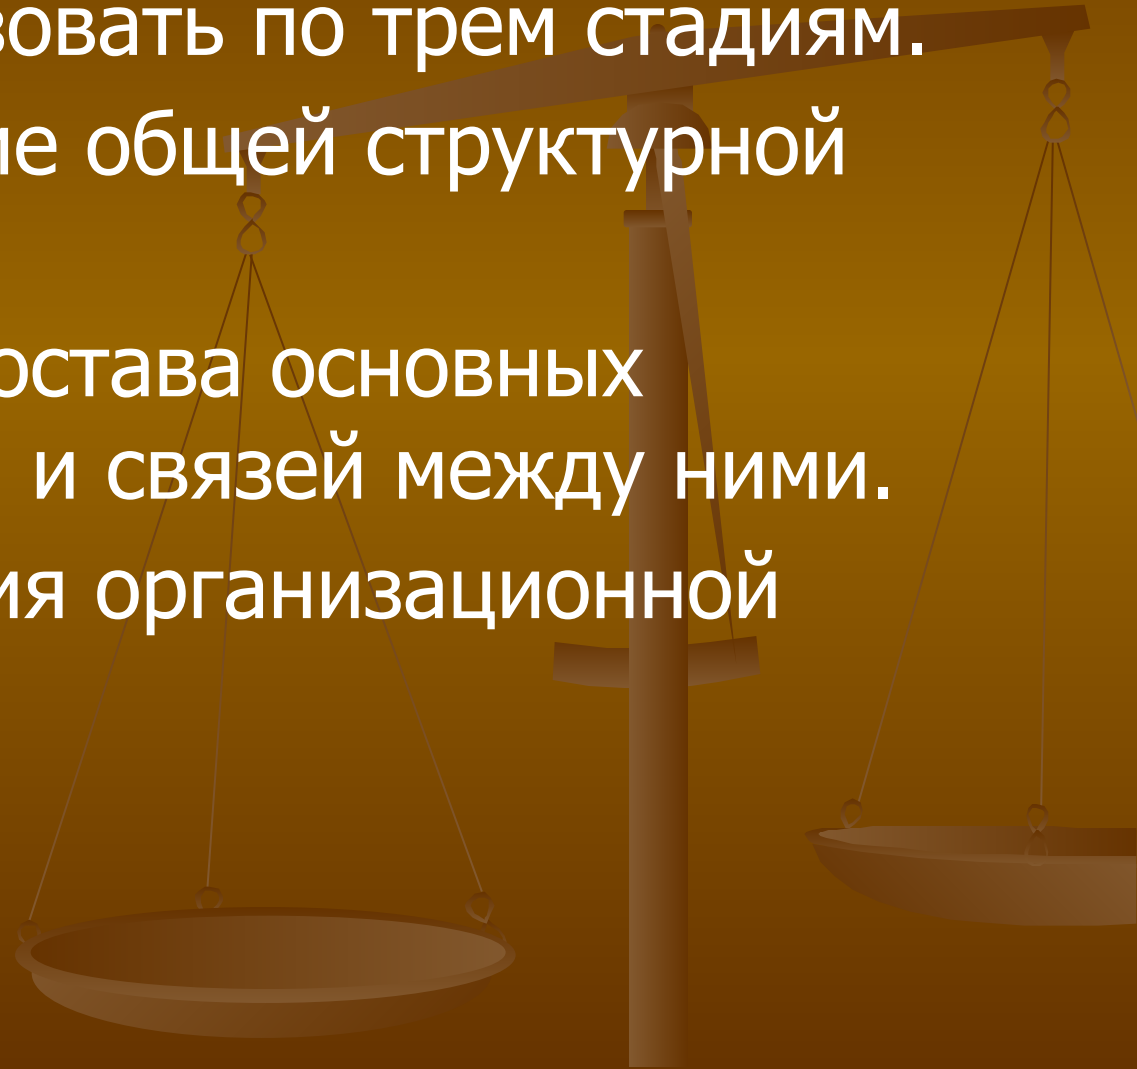 зовать по трем стадиям.
ие общей структурной
остава основных
и связей между ними.
ия организационной